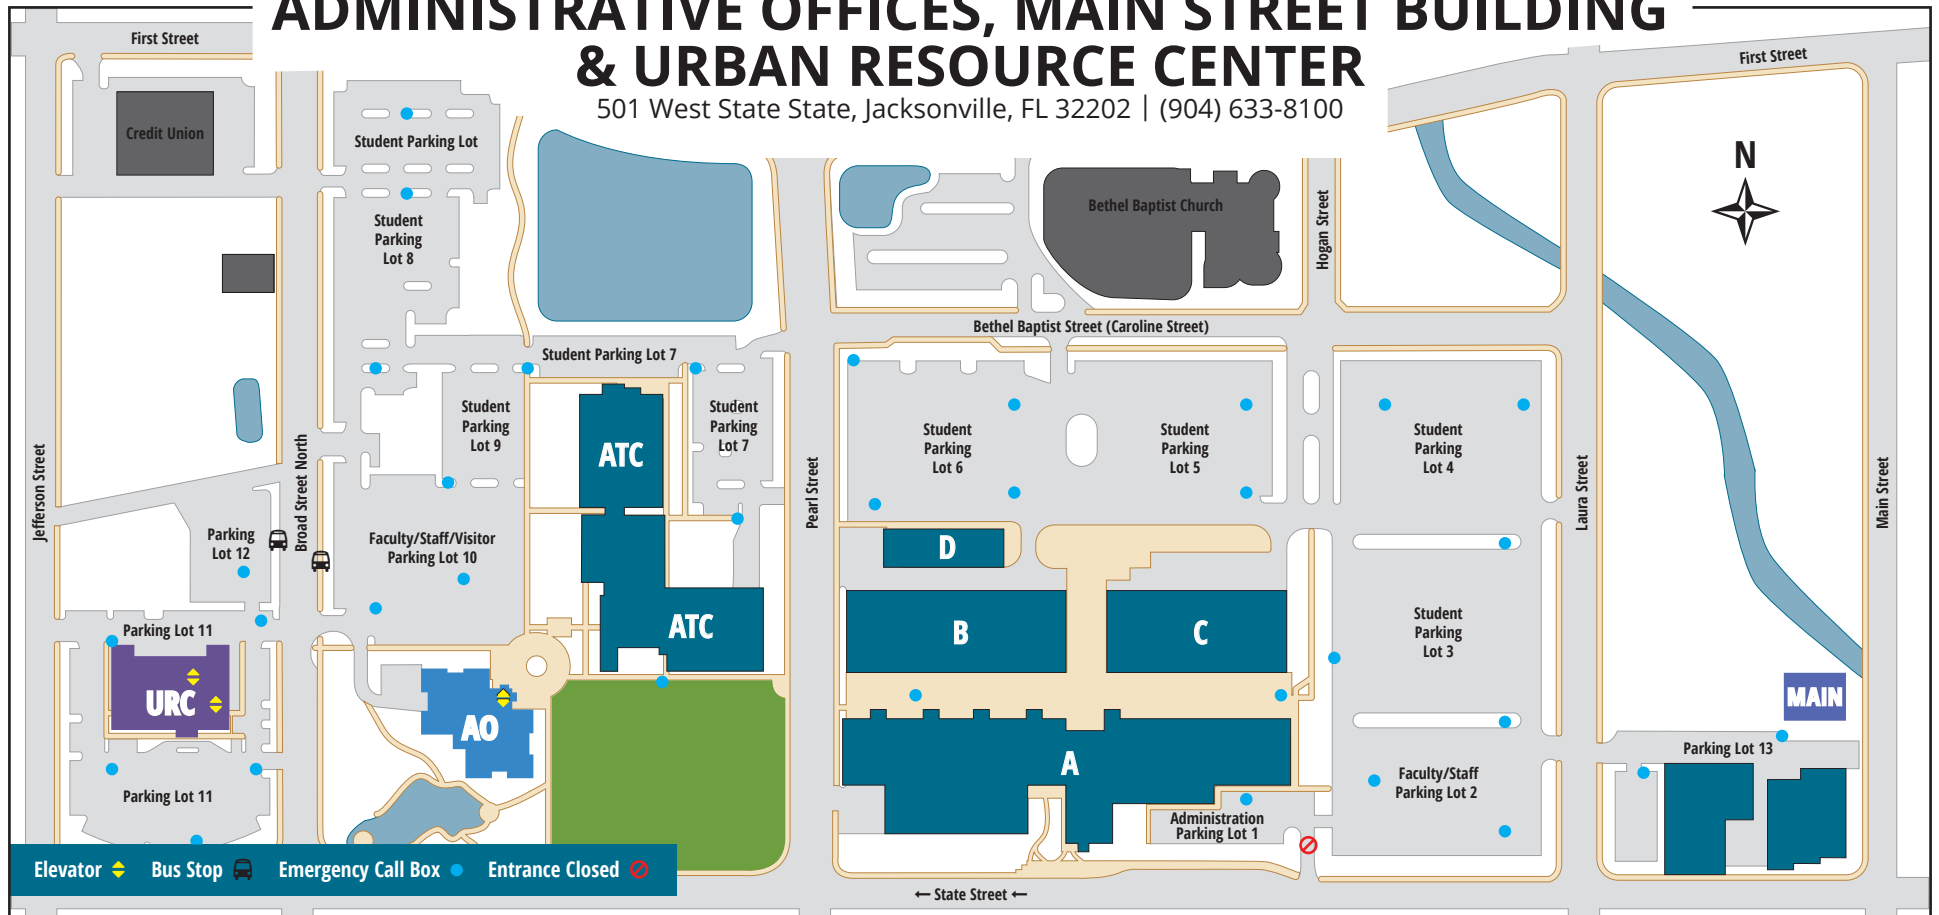 ADMINISTRATIVE OFFICES, MAIN STREET BUILDING
& URBAN RESOURCE CENTER
501 West State State, Jacksonville, FL 32202 | (904) 633-8100
First Street
First Street
Credit Union
Student Parking Lot
Student
Parking
Lot 8
Bethel Baptist Church
Hogan Street
N
Bethel Baptist Street (Caroline Street)
Student Parking Lot 7
Student
Parking
Lot 9
ATC
Student
Parking
Lot 7
Student
Parking
Lot 6
Student
Parking
Lot 5
Student
Parking
Lot 4
Jefferson Street
Broad Street North
Pearl Street
Laura Street
Main Street
Parking
Lot 12
Faculty/Staff/Visitor
Parking Lot 10
D
Parking Lot 11
ATC
B
C
Student
Parking
Lot 3
URC
AO
MAIN
A
Parking Lot 13
Parking Lot 11
Faculty/Staff
Parking Lot 2
Administration
Parking Lot 1
Elevator
Bus Stop
Emergency Call Box
Entrance Closed
← State Street ←